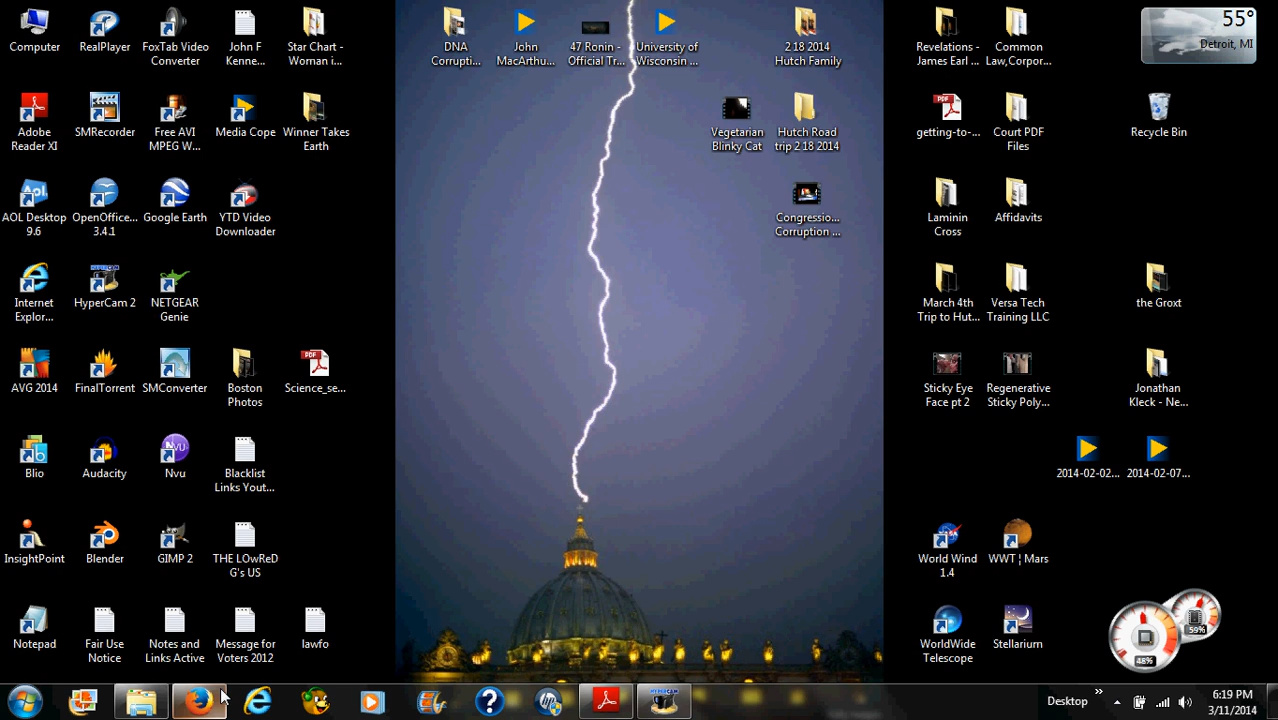 Computer
RealPlayer
FoxTab Video
Converter
John F
Kenne...
Star Chart -
Woman i...
DNA
Corrupti...
John
MacArthu...
47 Ronin -
Official Tr...
University of
Wisconsin ...
2.18 2014
Hutch Family
Revelations -
James Earl ...
Common
Law,Corpor...
55°
Detroit, MI
Adobe
Reader XI
SMRecorder
Free AVI
MPEG W...
Media Cope
Winner Takes
Earth
Vegetarian
Blinky Cat
Hutch Road
trip 2 18 2014
getting-to-...
Court PDF
Files
Recycle Bin
AOL Desktop
9.6
OpenOffice...
3.4.1
Google Earth
YTD Video
Downloader
Congressio...
Corruption ...
Laminin
Cross
Affidavits
Internet
Explor...
HyperCam 2
NETGEAR
Genie
March 4th
Trip to Hut...
Versa Tech
Training LLC
the Groxt
AVG 2014
FinalTorrent
SMConverter
Boston
Photos
Science_se...
Sticky Eye
Face pt 2
Regenerative
Sticky Poly...
Jonathan
Kleck - Ne...
Blio
Audacity
Nvu
Blacklist
Links Yout...
2014-02-02...
2014-02-07...
InsightPoint
Blender
GIMP 2
THE LOwReD
G's US
World Wind
1.4
WWT ¦ Mars
Notepad
Fair Use
Notice
Notes and
Links Active
Message for
Voters 2012
lawfo
WorldWide
Telescope
Stellarium
59%
48%
Desktop
6:19 PM
3/11/2014